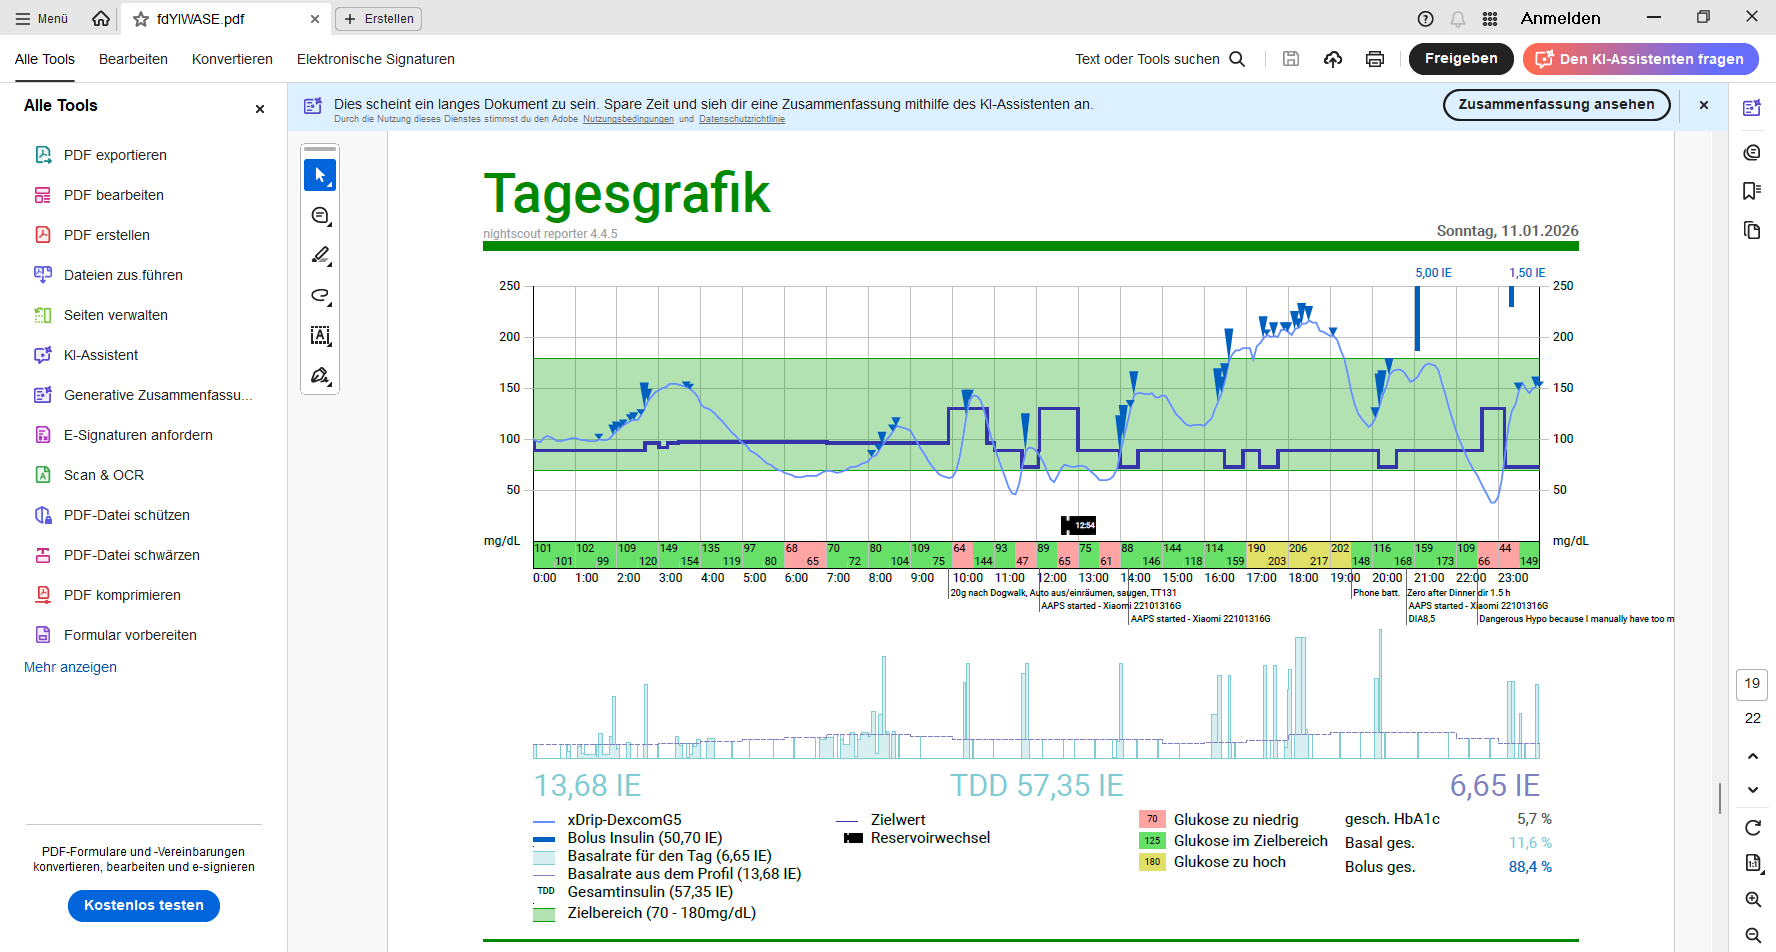 Menü
fdYIWASE.pdf
Erstellen
Anmelden
Alle Tools
Bearbeiten
Konvertieren
Elektronische Signaturen
Text oder Tools suchen
Freigeben
Den KI-Assistenten fragen
Alle Tools
PDF exportieren
PDF bearbeiten
PDF erstellen
Dateien zus.führen
Seiten verwalten
KI-Assistent
Generative Zusammenfassu...
E-Signaturen anfordern
Scan & OCR
PDF-Datei schützen
PDF-Datei schwärzen
PDF komprimieren
Formular vorbereiten
Mehr anzeigen
PDF-Formulare und -Vereinbarungen
konvertieren, bearbeiten und e-signieren
Kostenlos testen
Dies scheint ein langes Dokument zu sein. Spare Zeit und sieh dir eine Zusammenfassung mithilfe des KI-Assistenten an.
Durch die Nutzung dieses Dienstes stimmst du den Adobe Nutzungsbedingungen und Datenschutzrichtlinie
Zusammenfassung ansehen
Tagesgrafik
nightscout reporter 4.4.5
Sonntag, 11.01.2026
5,00 IE 1,50 IE
250 250
200 200
150 150
100 100
50 50
12:54
mg/dL mg/dL
101 102 109 149 135 97 68 70 80 109 64 93 89 75 88 144 114 190 206 202 116 159 109 44
101 99 120 154 119 80 65 72 104 75 144 47 65 61 146 118 159 203 217 148 168 173 66 149
0:00 1:00 2:00 3:00 4:00 5:00 6:00 7:00 8:00 9:00 10:00 11:00 12:00 13:00 14:00 15:00 16:00 17:00 18:00 19:00 20:00 21:00 22:00 23:00
20g nach Dogwalk, Auto aus/einräumen, saugen, TT131
Phone batt.
Zero after Dinner dir 1.5 h
AAPS started - Xiaomi 22101316G
AAPS started - Xiaomi 22101316G
AAPS started - Xiaomi 22101316G
DIA8,5
Dangerous Hypo because I manually have too m
13,68 IE
TDD 57,35 IE
6,65 IE
xDrip-DexcomG5
Bolus Insulin (50,70 IE)
Basalrate für den Tag (6,65 IE)
Basalrate aus dem Profil (13,68 IE)
TDD Gesamtinsulin (57,35 IE)
Zielbereich (70 - 180mg/dL)
Zielwert
Reservoirwechsel
70 Glukose zu niedrig
125 Glukose im Zielbereich
180 Glukose zu hoch
gesch. HbA1c 5,7 %
Basal ges. 11,6 %
Bolus ges. 88,4 %
19
22